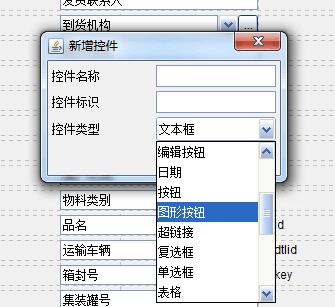 发货联系人
到货机构
...
新增控件
控件名称
控件标识
控件类型
文本框
编辑按钮
日期
按钮
图形按钮
超链接
复选框
单选框
表格
物料类别
品名
d
运输车辆
dtlid
箱封号
key
集装罐号